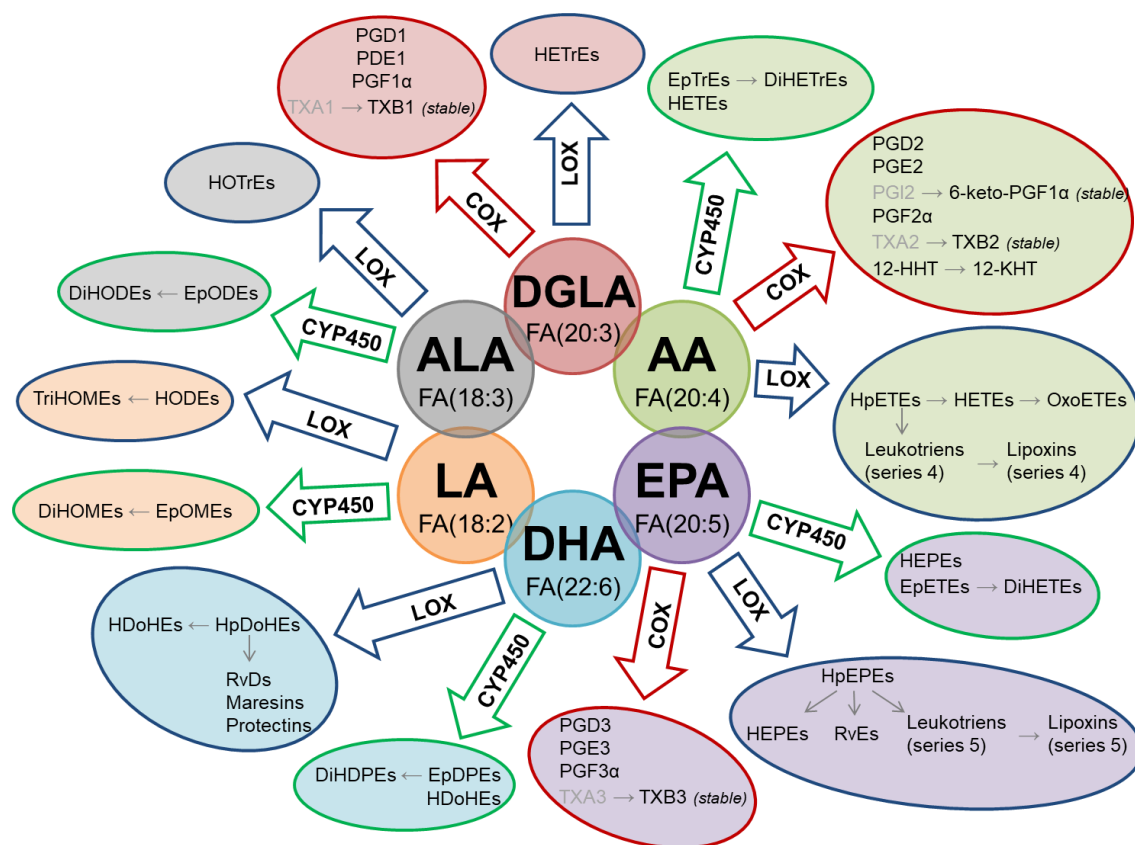 PGD1
PDE1
PGF1α
TXA1 → TXB1 (stable)
COX
HETrEs
LOX
EpTrEs → DiHETrEs
HETEs
CYP450
PGD2
PGE2
PGI2 → 6-keto-PGF1α (stable)
PGF2α
TXA2 → TXB2 (stable)
12-HHT → 12-KHT
COX
HOTrEs
LOX
DiHODEs ← EpODEs
CYP450
TriHOMEs ← HODEs
LOX
DiHOMEs ← EpOMEs
CYP450
DGLA
FA(20:3)
ALA
FA(18:3)
AA
FA(20:4)
LA
FA(18:2)
EPA
FA(20:5)
DHA
FA(22:6)
LOX
HpETEs → HETEs → OxoETEs
↓
Leukotriens → Lipoxins
(series 4) (series 4)
CYP450
HEPEs
EpETEs → DiHETEs
LOX
HpEPEs
HEPEs RvEs Leukotriens → Lipoxins
(series 5) (series 5)
COX
PGD3
PGE3
PGF3α
TXA3 → TXB3 (stable)
CYP450
DiHDPEs ← EpDPEs
HDoHEs
LOX
HDoHEs ← HpDoHEs
↓
RvDs
Maresins
Protectins